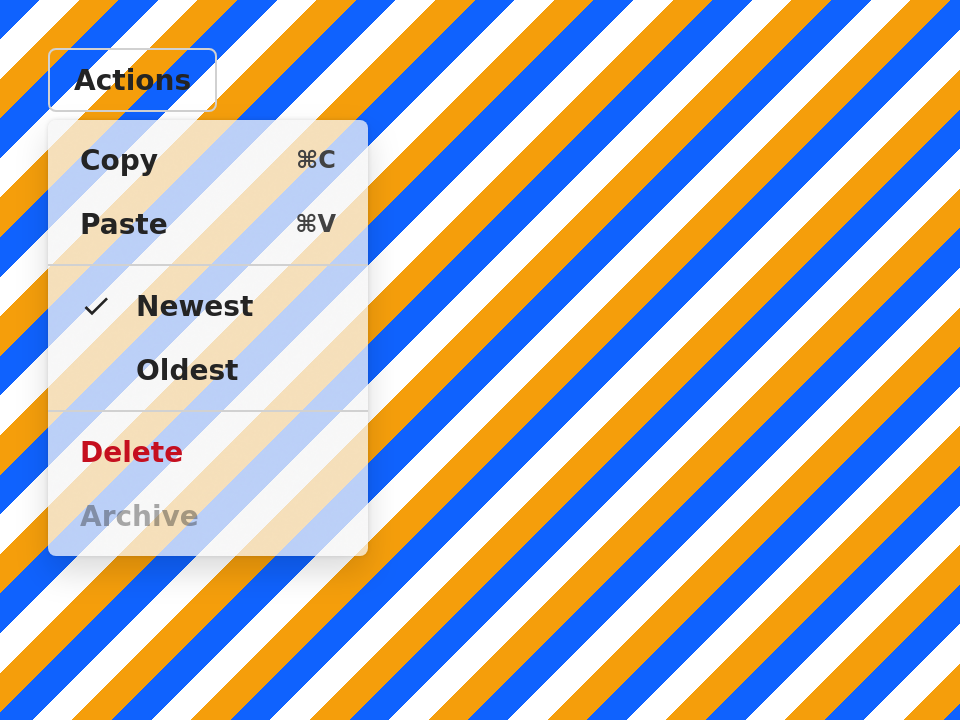 Actions
Copy ⌘C
Paste ⌘V
Newest
Oldest
Delete
Archive